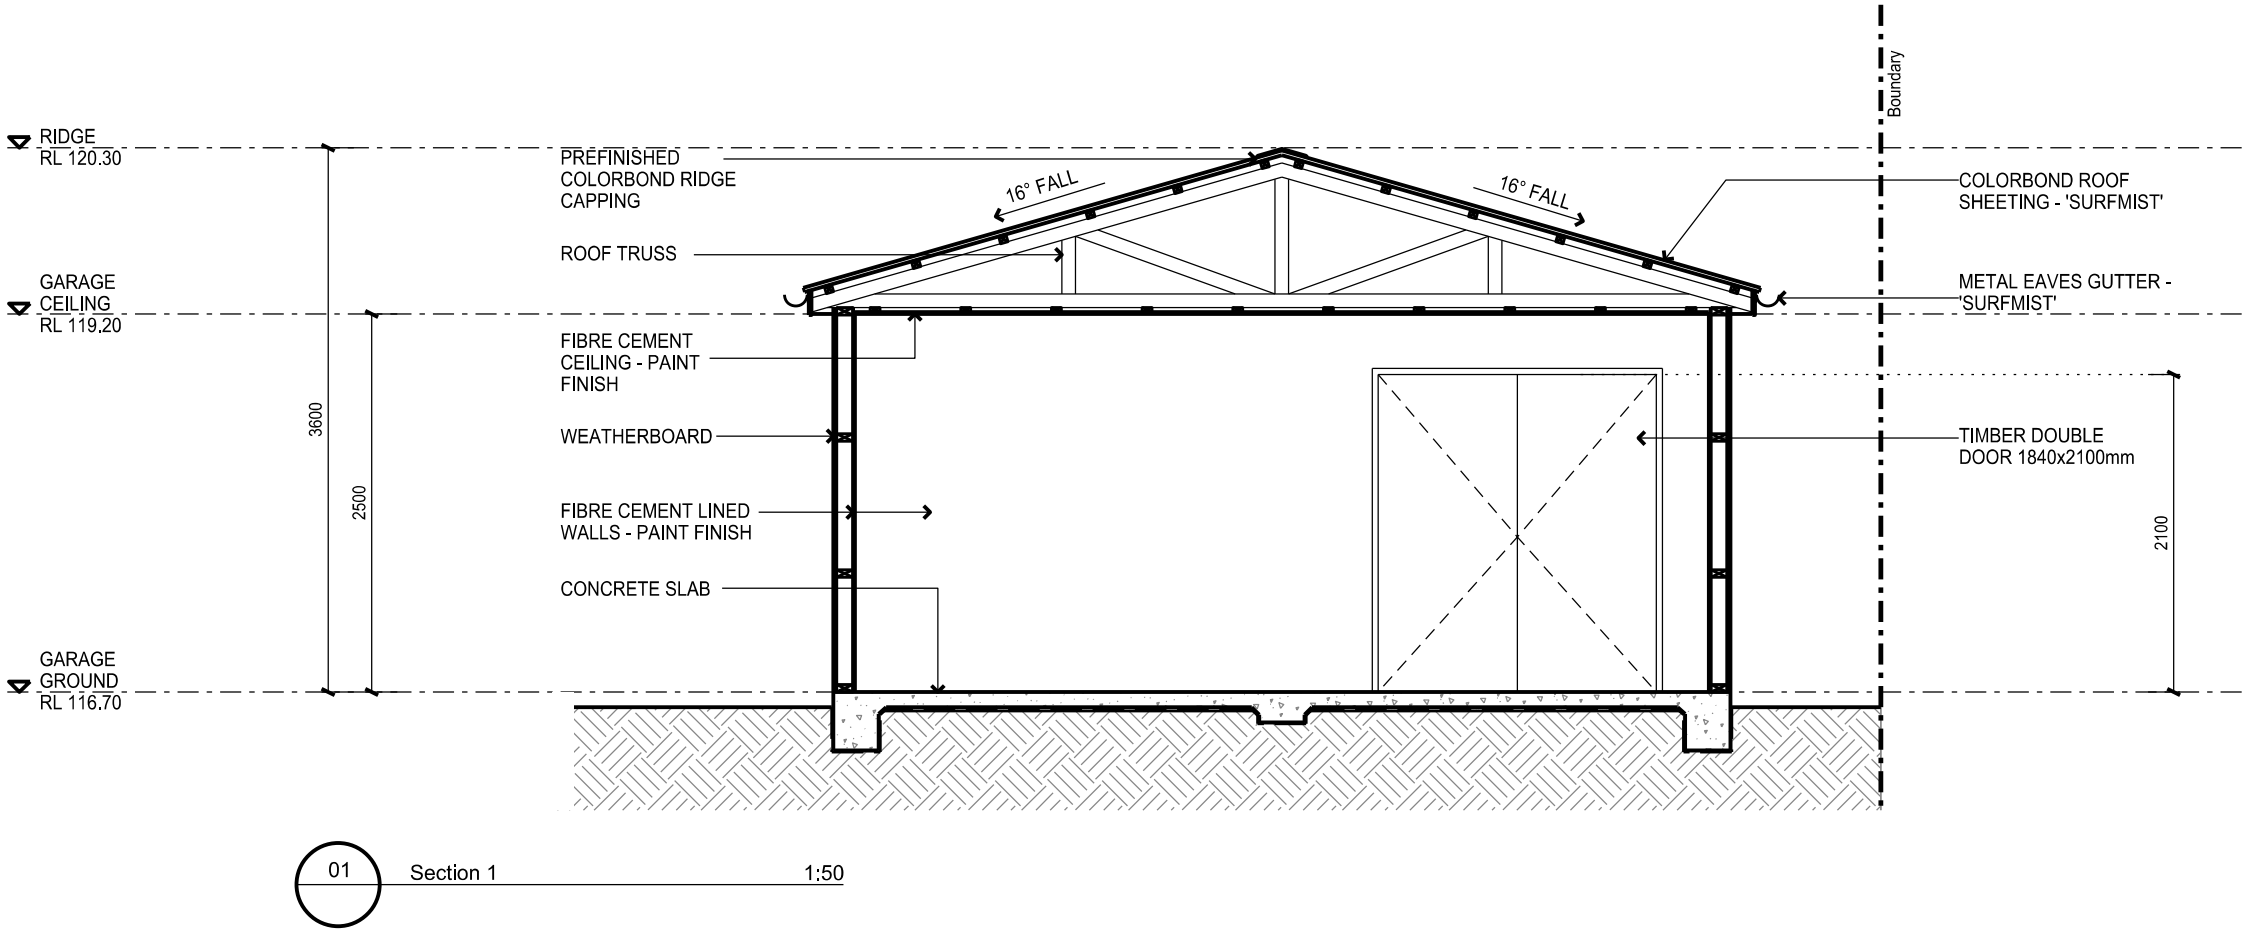 RIDGE
RL 120.30
GARAGE
CEILING
RL 119.20
GARAGE
GROUND
RL 116.70
3600
2500
PREFINISHED
COLORBOND RIDGE
CAPPING
ROOF TRUSS
FIBRE CEMENT
CEILING - PAINT
FINISH
WEATHERBOARD
FIBRE CEMENT LINED
WALLS - PAINT FINISH
CONCRETE SLAB
16° FALL
16° FALL
Boundary
COLORBOND ROOF
SHEETING - 'SURFMIST'
METAL EAVES GUTTER -
'SURFMIST'
TIMBER DOUBLE
DOOR 1840x2100mm
2100
01
Section 1
1:50